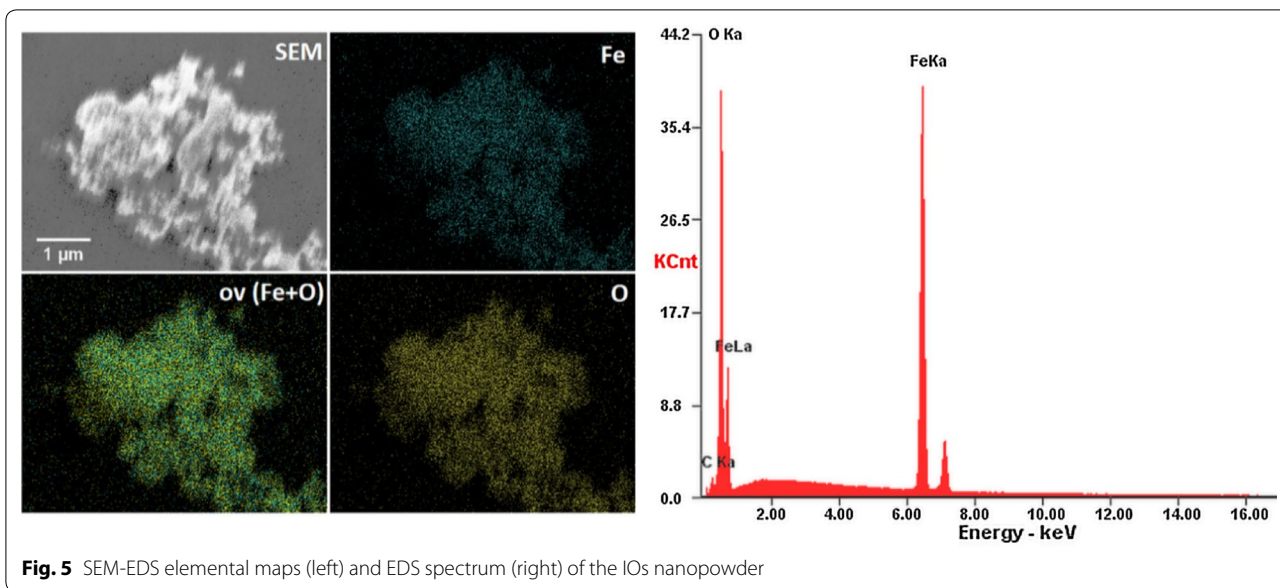 SEM
Fe
1 µm
ov (Fe+O)
O
44.2
O Ka
FeKa
35.4
26.5
KCnt
17.7
FeLa
8.8
C Ka
0.0
2.00 4.00 6.00 8.00 10.00 12.00 14.00 16.00
Energy - keV
Fig. 5 SEM-EDS elemental maps (left) and EDS spectrum (right) of the IOs nanopowder